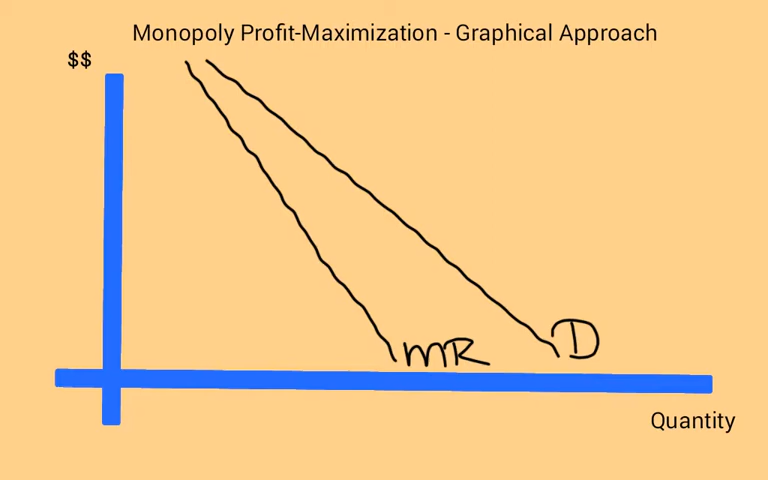 Monopoly Profit-Maximization - Graphical Approach
$$
MR
D
Quantity